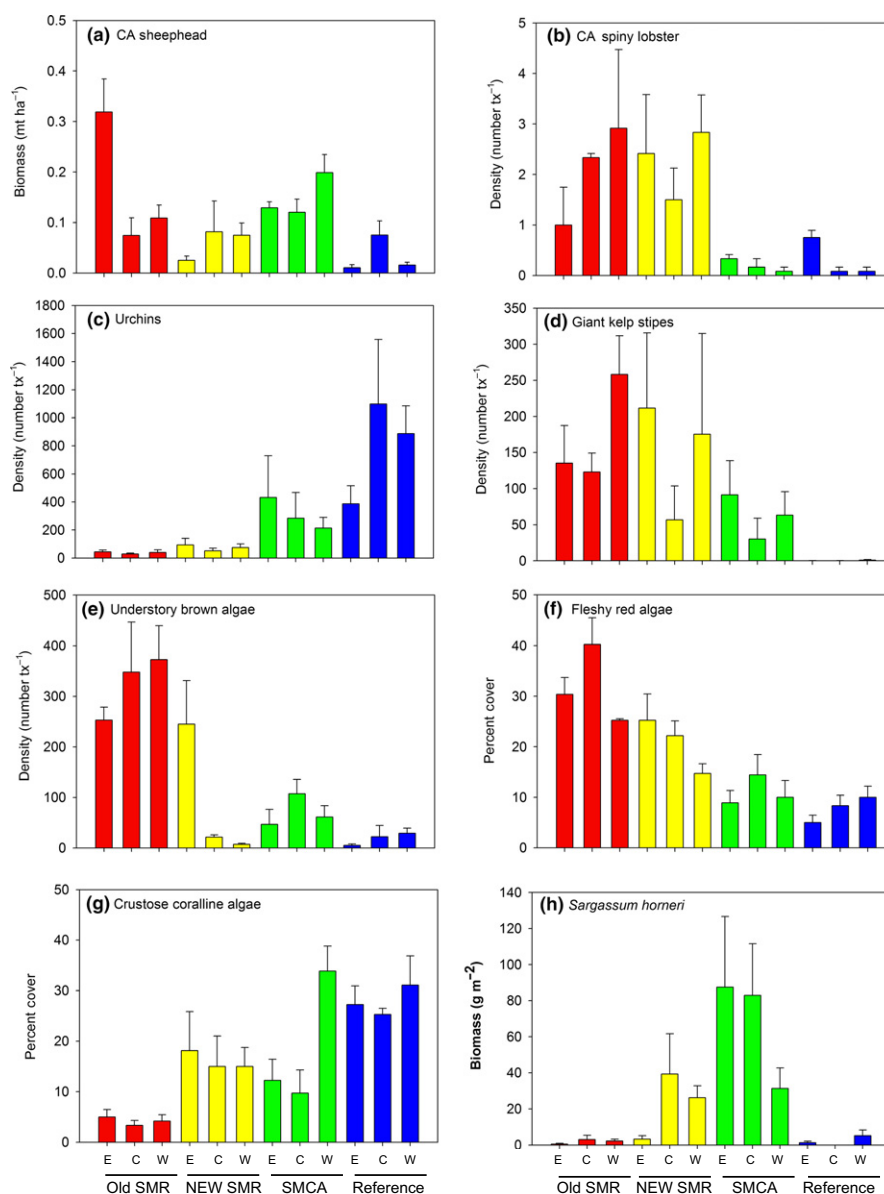 (a) CA sheephead
Biomass (mt ha⁻¹)
0.5
0.4
0.3
0.2
0.1
0.0
(b) CA spiny lobster
Density (number tx⁻¹)
5
4
3
2
1
0
(c) Urchins
Density (number tx⁻¹)
1800
1600
1400
1200
1000
800
600
400
200
0
(d) Giant kelp stipes
Density (number tx⁻¹)
350
300
250
200
150
100
50
0
(e) Understory brown algae
Density (number tx⁻¹)
500
400
300
200
100
0
(f) Fleshy red algae
Percent cover
50
40
30
20
10
0
(g) Crustose coralline algae
Percent cover
50
40
30
20
10
0
E C W E C W E C W E C W
Old SMR NEW SMR SMCA Reference
(h) Sargassum horneri
Biomass (g m⁻²)
140
120
100
80
60
40
20
0
E C W E C W E C W E C W
Old SMR NEW SMR SMCA Reference